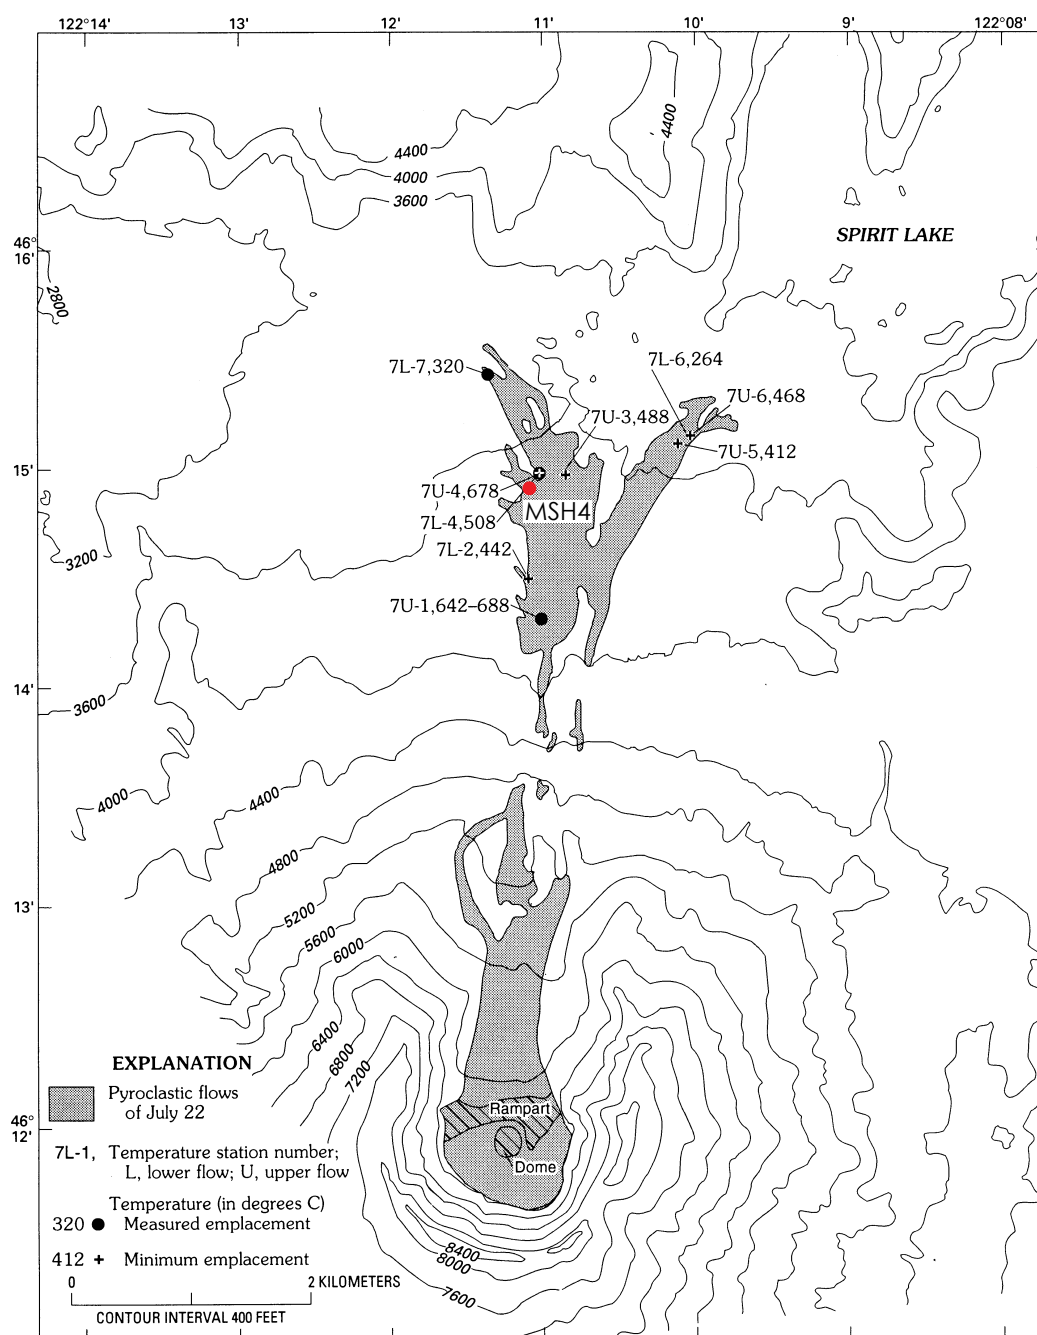 122°14'
13'
12'
11'
10'
9'
122°08'
4400
4400
4000
3600
SPIRIT LAKE
46°
16'
2800
7L-7,320
7L-6,264
7U-6,468
7U-3,488
7U-5,412
15'
7U-4,678
MSH4
7L-4,508
7L-2,442
3200
7U-1,642–688
14'
3600
4000
4400
4800
13'
5200
5600
6000
6400
6800
7200
EXPLANATION
Pyroclastic flows
of July 22
Rampart
46°
12'
Dome
7L-1, Temperature station number;
L, lower flow; U, upper flow
Temperature (in degrees C)
320 Measured emplacement
412 + Minimum emplacement
8400
8000
7600
0 2 KILOMETERS
CONTOUR INTERVAL 400 FEET